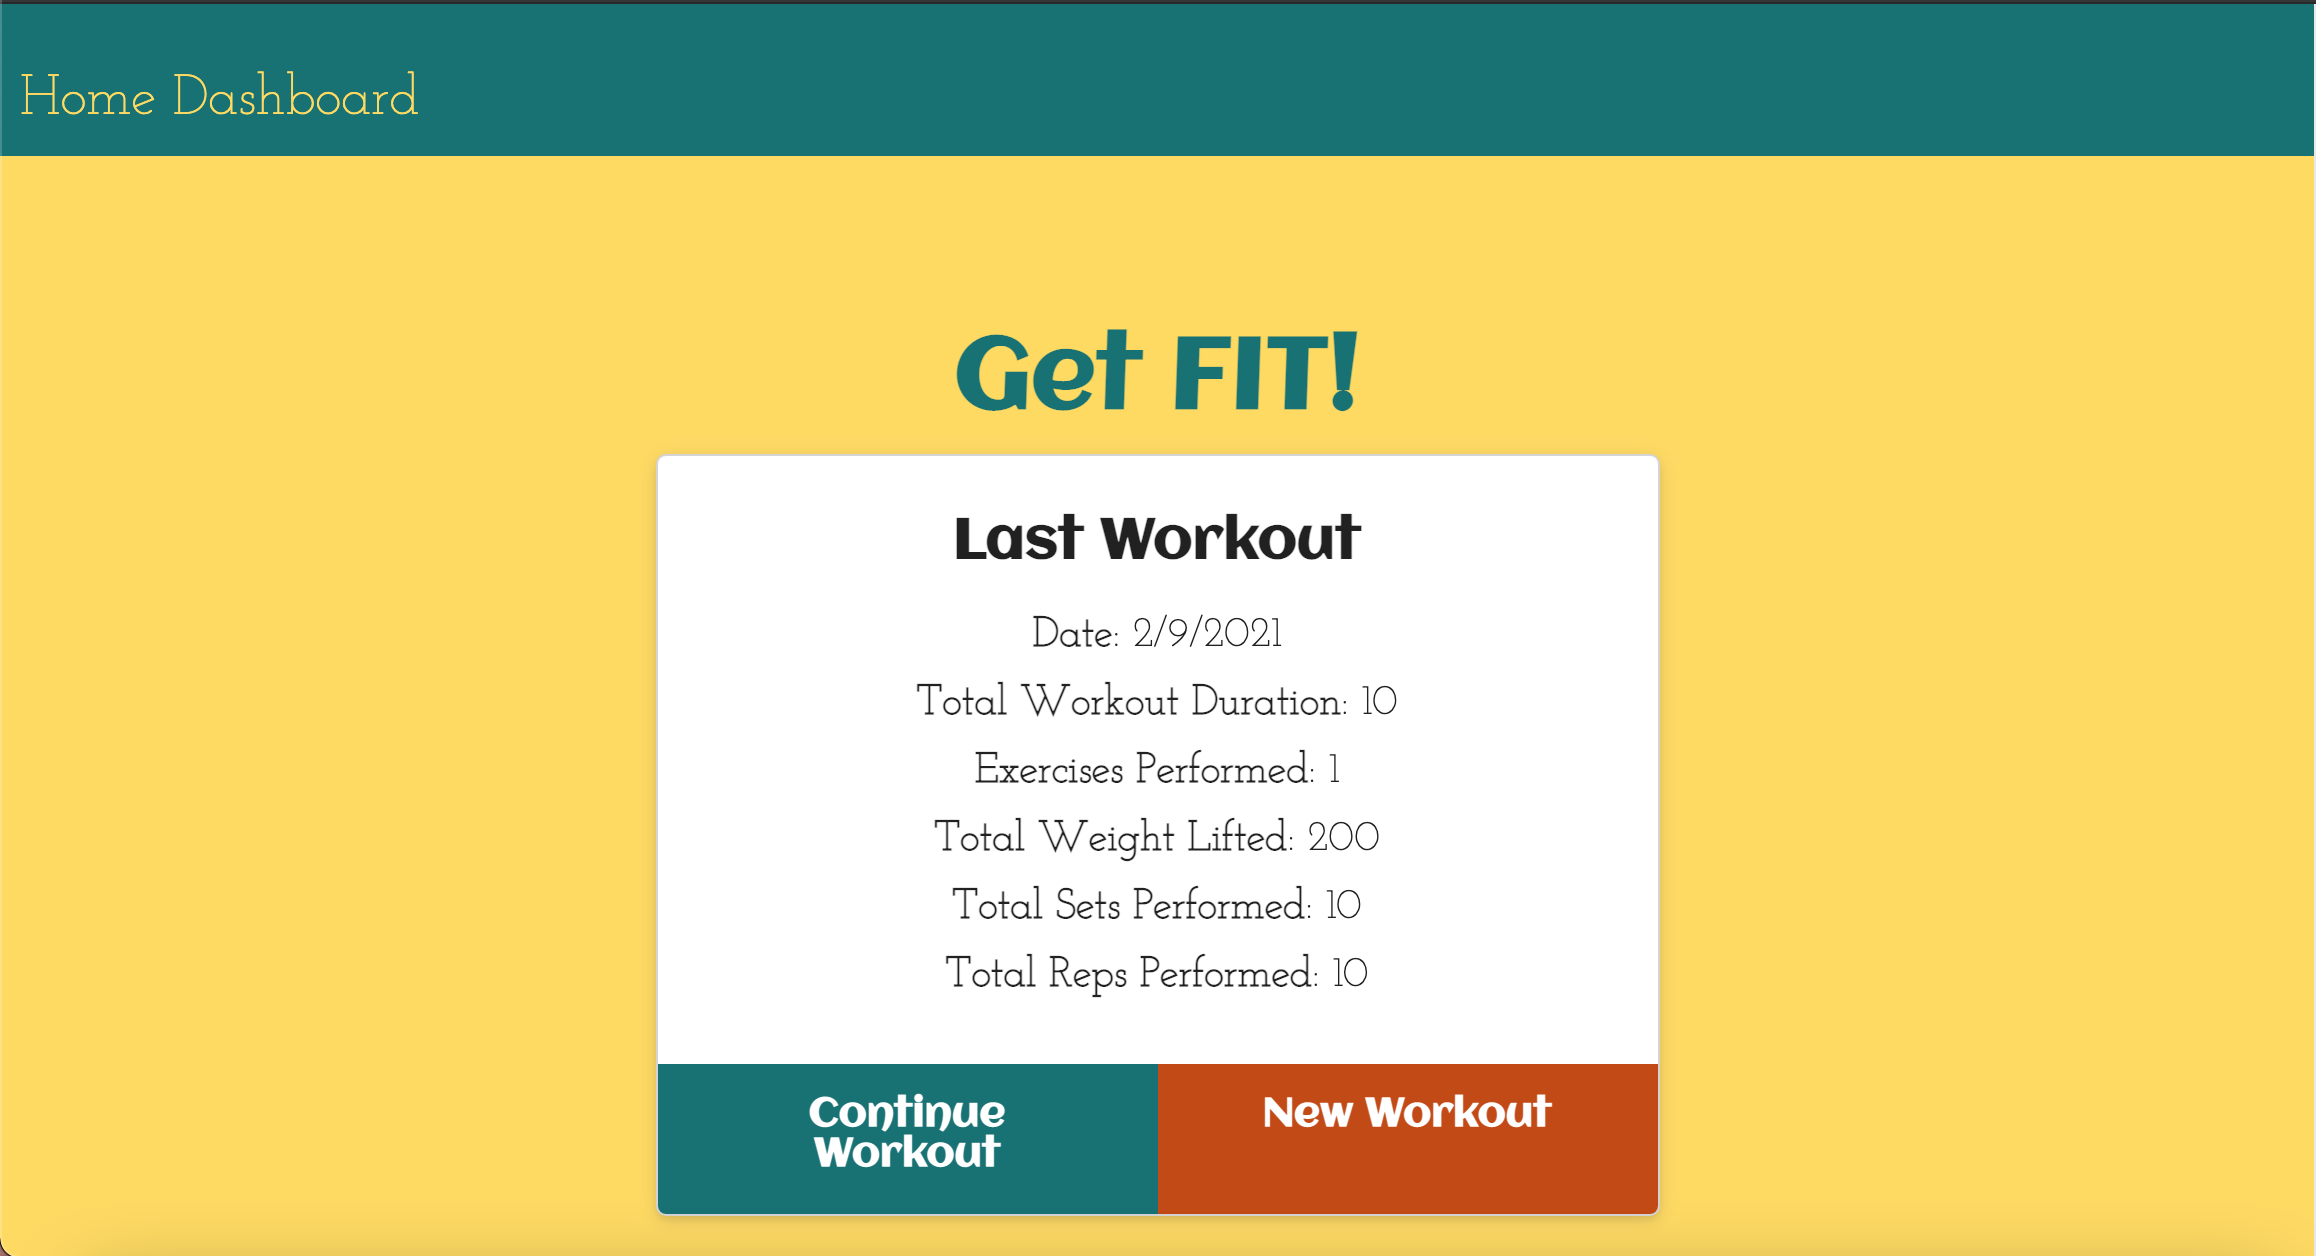 Home Dashboard
Get FIT!
Last Workout
Date: 2/9/2021
Total Workout Duration: 10
Exercises Performed: 1
Total Weight Lifted: 200
Total Sets Performed: 10
Total Reps Performed: 10
Continue
Workout
New Workout